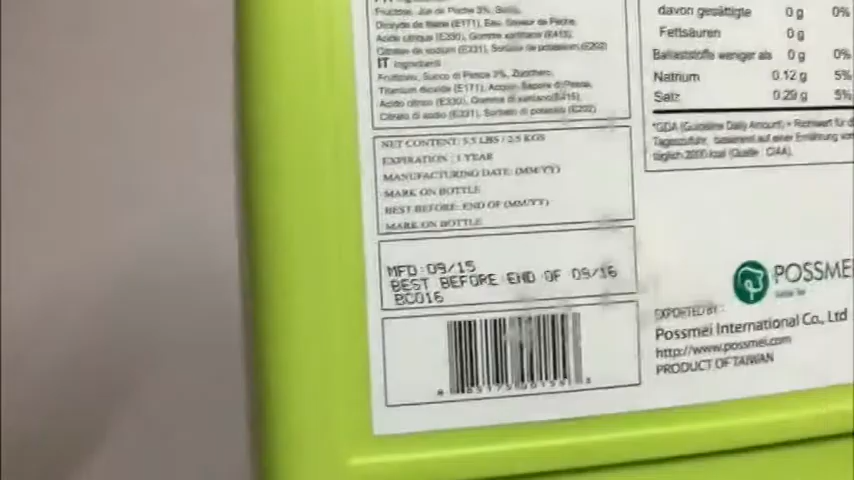 Fructose, Jus de Pêche 3%, Sucre,
Dioxyde de titane (E171), Eau, Saveur de Pêche,
Acide citrique (E330), Gomme xanthane (E415),
Citrate de sodium (E331), Sorbate de potassium (E202)
IT Ingredienti
Fruttosio, Succo di Pesca 3%, Zucchero,
Titanium dioxide (E171), Acqua, Sapore di Pesca,
Acido citrico (E330), Gomma di xantano(E415),
Citrato di sodio (E331), Sorbato di potassio (E202)
NET CONTENT: 5.5 LBS / 2.5 KGS
EXPIRATION : 1 YEAR
MANUFACTURING DATE: (MM/YY)
MARK ON BOTTLE
BEST BEFORE: END OF (MM/YY)
MARK ON BOTTLE
MFD:09/15
BEST BEFORE END OF 09/16
BC016
davon gesättigte 0 g 0%
Fettsäuren 0 g
Ballaststoffe weniger als 0 g 0%
Natrium 0.12 g 5%
Salz 0.29 g 5%
*GDA (Guideline Daily Amount) = Richtwert für d
Tageszufuhr, basierend auf einer Ernährung von
täglich 2000 kcal (Quelle : CIAA).
POSSME
EXPORTED BY :
Possmei International Co., Ltd
http://www.possmei.com
PRODUCT OF TAIWAN